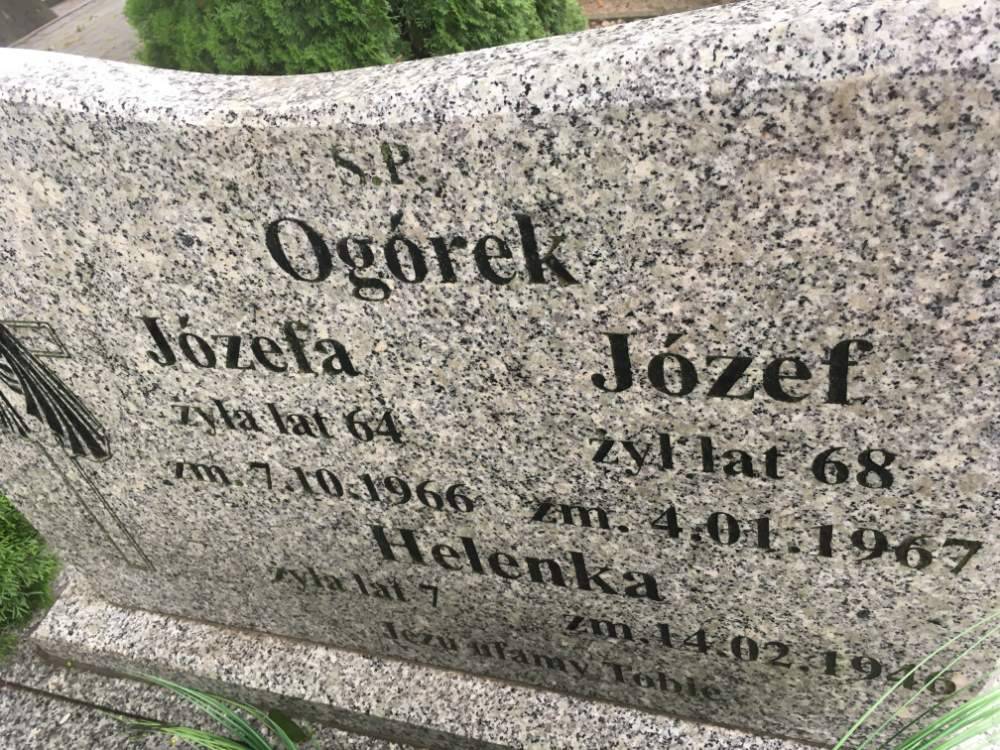 Ś.P.
Ogórek
Józefa
żyła lat 64
zm. 7.10.1966
Józef
żył lat 68
zm. 4.01.1967
Helenka
żyła lat 7
zm.14.02.1946
Jezu ufamy Tobie